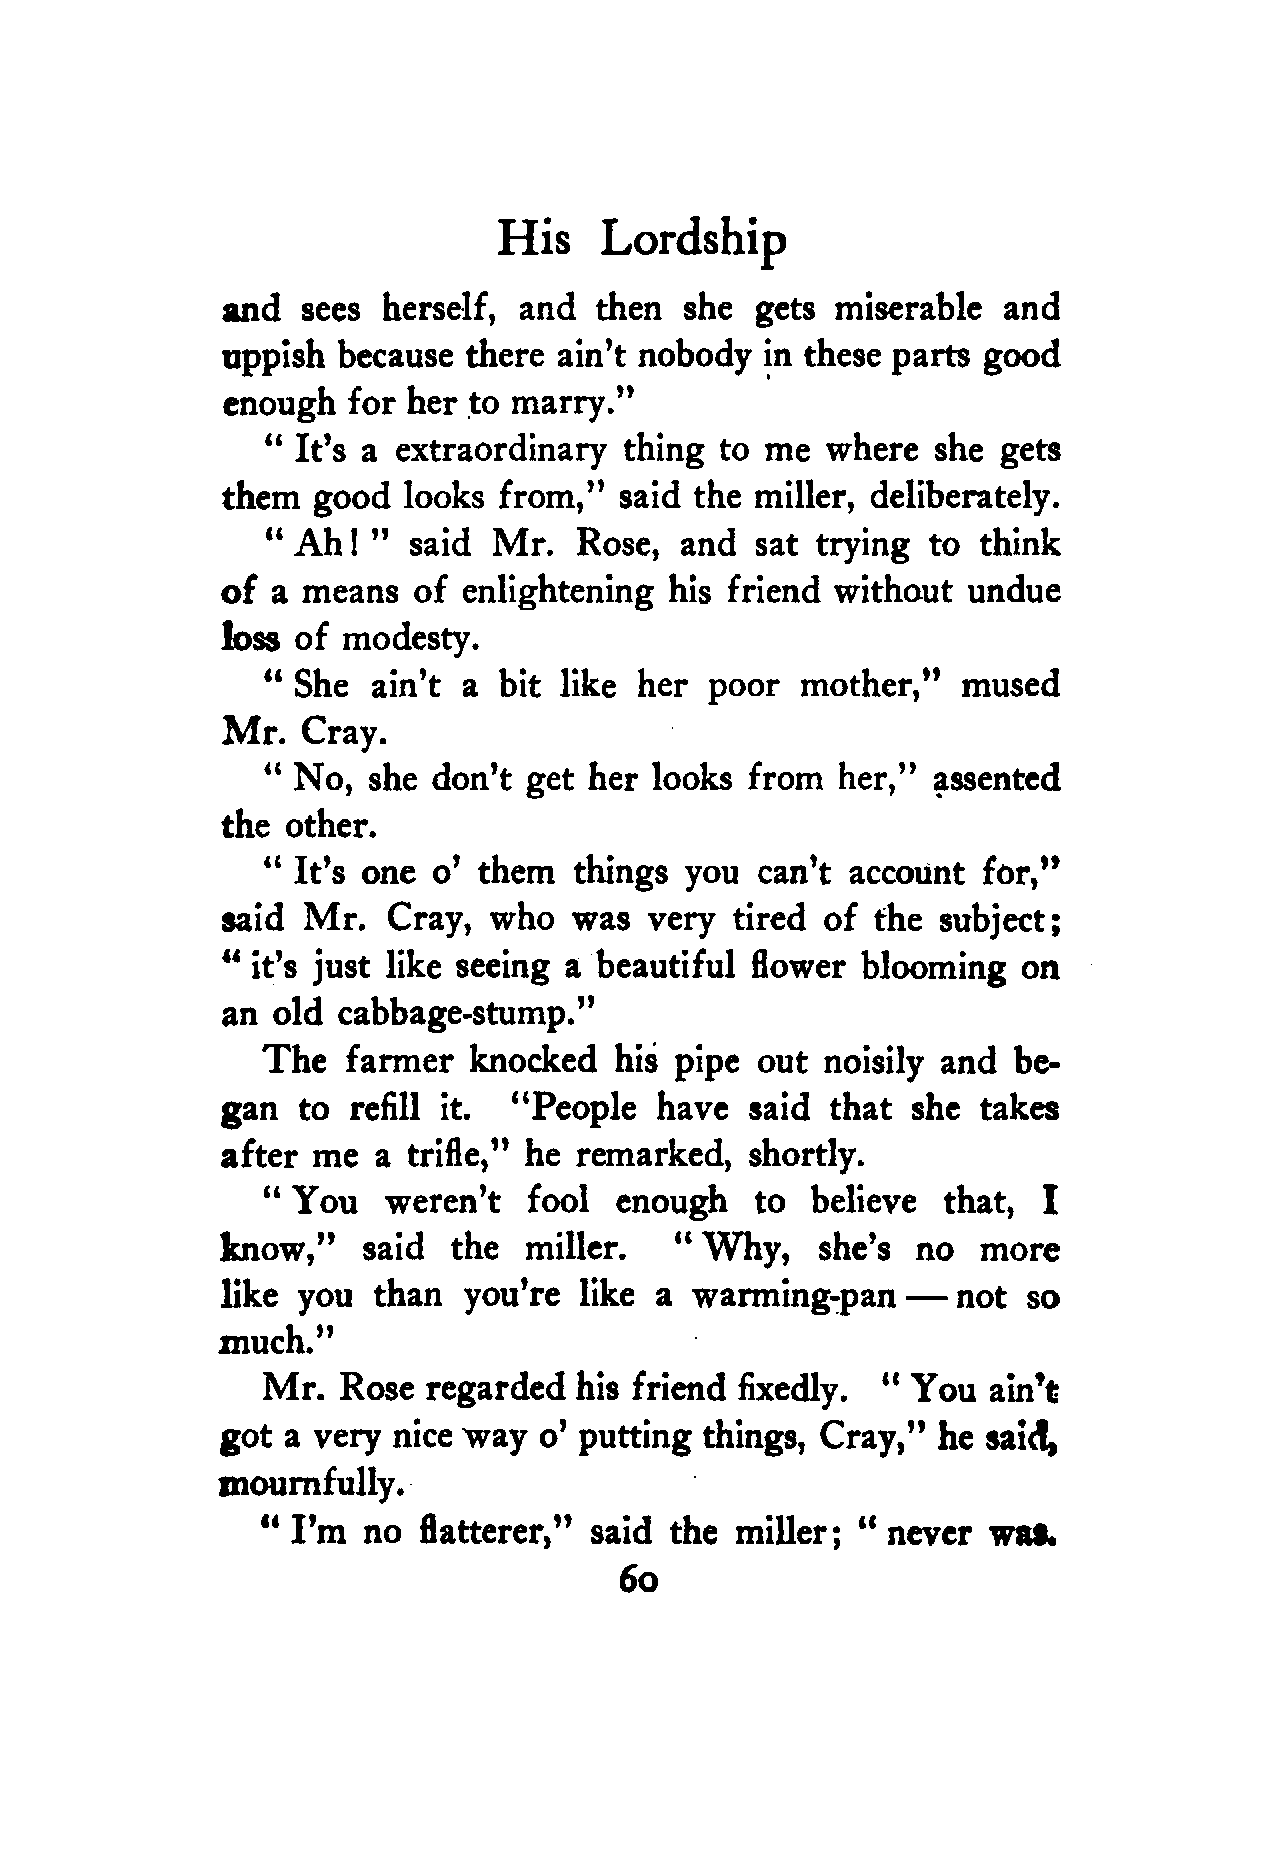 His Lordship
and sees herself, and then she gets miserable and
uppish because there ain't nobody in these parts good
enough for her to marry."
" It's a extraordinary thing to me where she gets
them good looks from," said the miller, deliberately.
" Ah! " said Mr. Rose, and sat trying to think
of a means of enlightening his friend without undue
loss of modesty.
" She ain't a bit like her poor mother," mused
Mr. Cray.
" No, she don't get her looks from her," assented
the other.
" It's one o' them things you can't account for,"
said Mr. Cray, who was very tired of the subject;
" it's just like seeing a beautiful flower blooming on
an old cabbage-stump."
The farmer knocked his pipe out noisily and be-
gan to refill it. "People have said that she takes
after me a trifle," he remarked, shortly.
" You weren't fool enough to believe that, I
know," said the miller. " Why, she's no more
like you than you're like a warming-pan — not so
much."
Mr. Rose regarded his friend fixedly. " You ain't
got a very nice way o' putting things, Cray," he said,
mournfully.
" I'm no flatterer," said the miller; " never was.
60